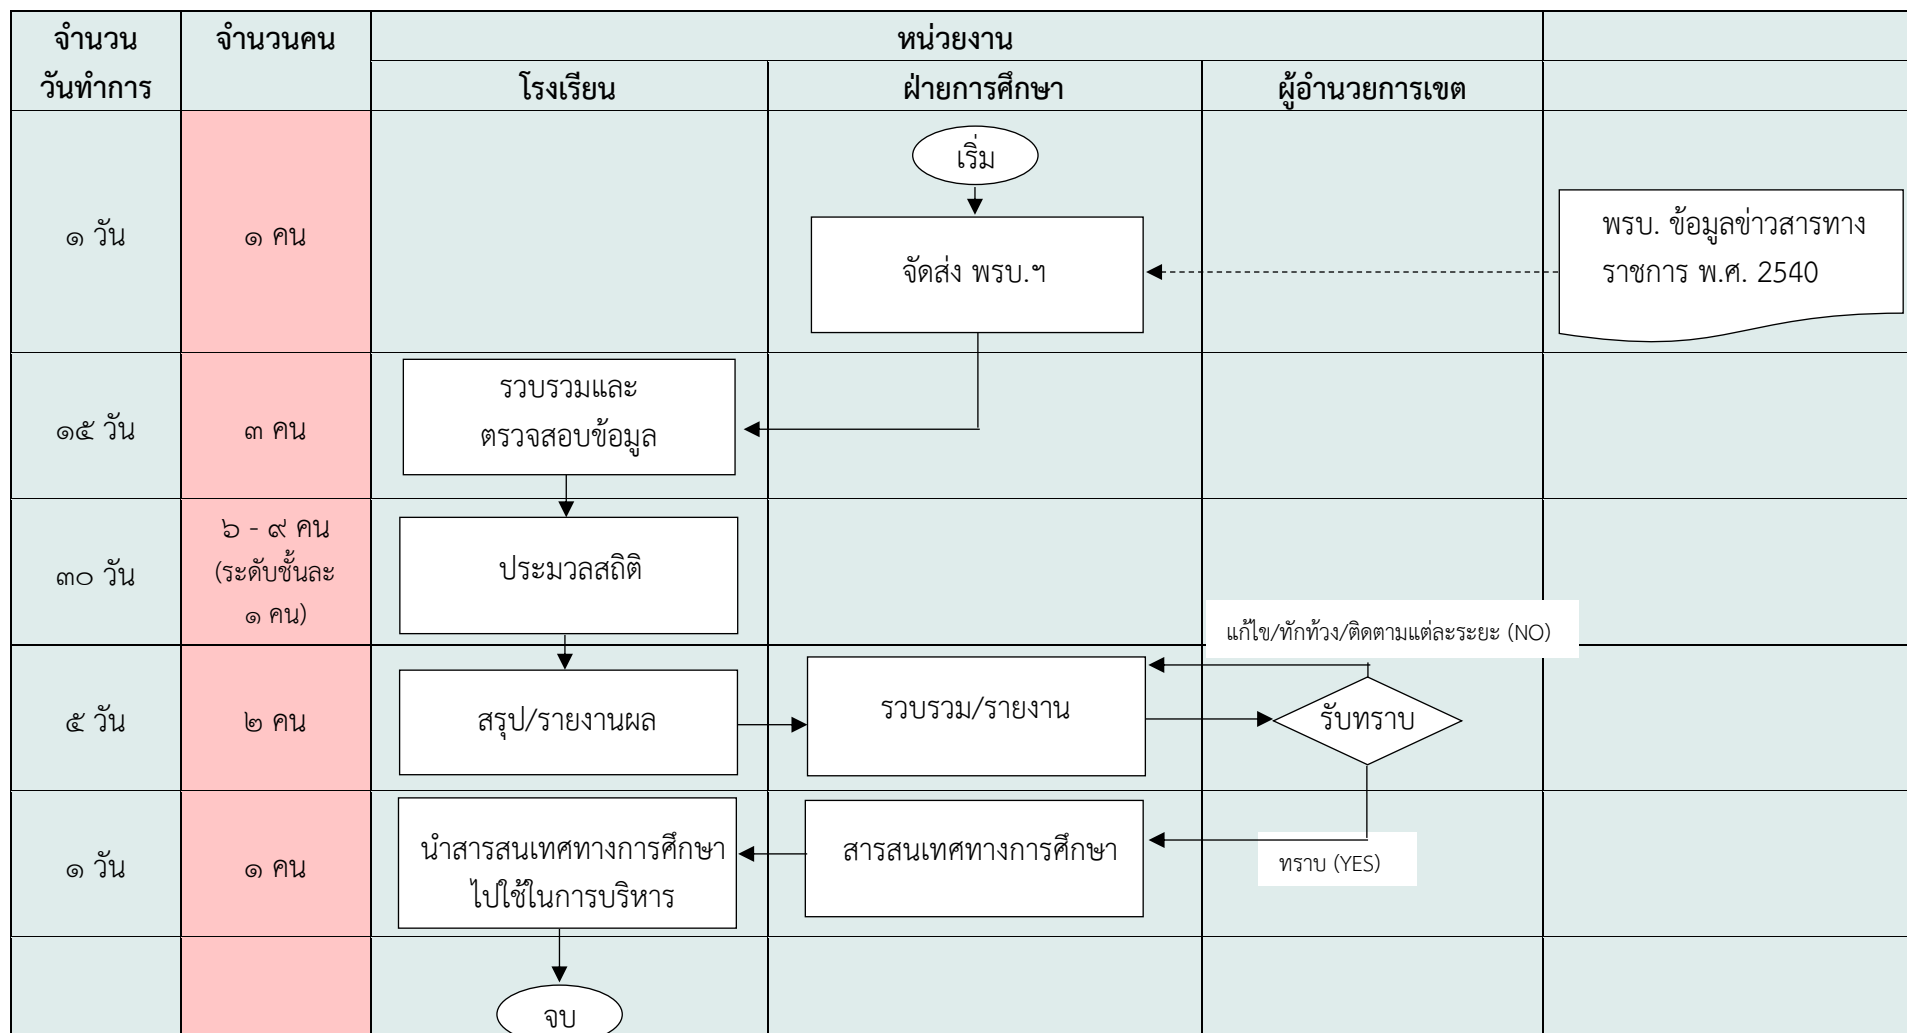 จำนวน
วันทำการ
จำนวนคน
หน่วยงาน
โรงเรียน
ฝ่ายการศึกษา
ผู้อำนวยการเขต
เริ่ม
๑ วัน
๑ คน
จัดส่ง พรบ.ฯ
พรบ. ข้อมูลข่าวสารทาง
ราชการ พ.ศ. 2540
๑๕ วัน
๓ คน
รวบรวมและ
ตรวจสอบข้อมูล
๓๐ วัน
๖ - ๙ คน
(ระดับชั้นละ
๑ คน)
ประมวลสถิติ
แก้ไข/ทักท้วง/ติดตามแต่ละระยะ (NO)
๕ วัน
๒ คน
สรุป/รายงานผล
รวบรวม/รายงาน
รับทราบ
๑ วัน
๑ คน
นำสารสนเทศทางการศึกษา
ไปใช้ในการบริหาร
สารสนเทศทางการศึกษา
ทราบ (YES)
จบ